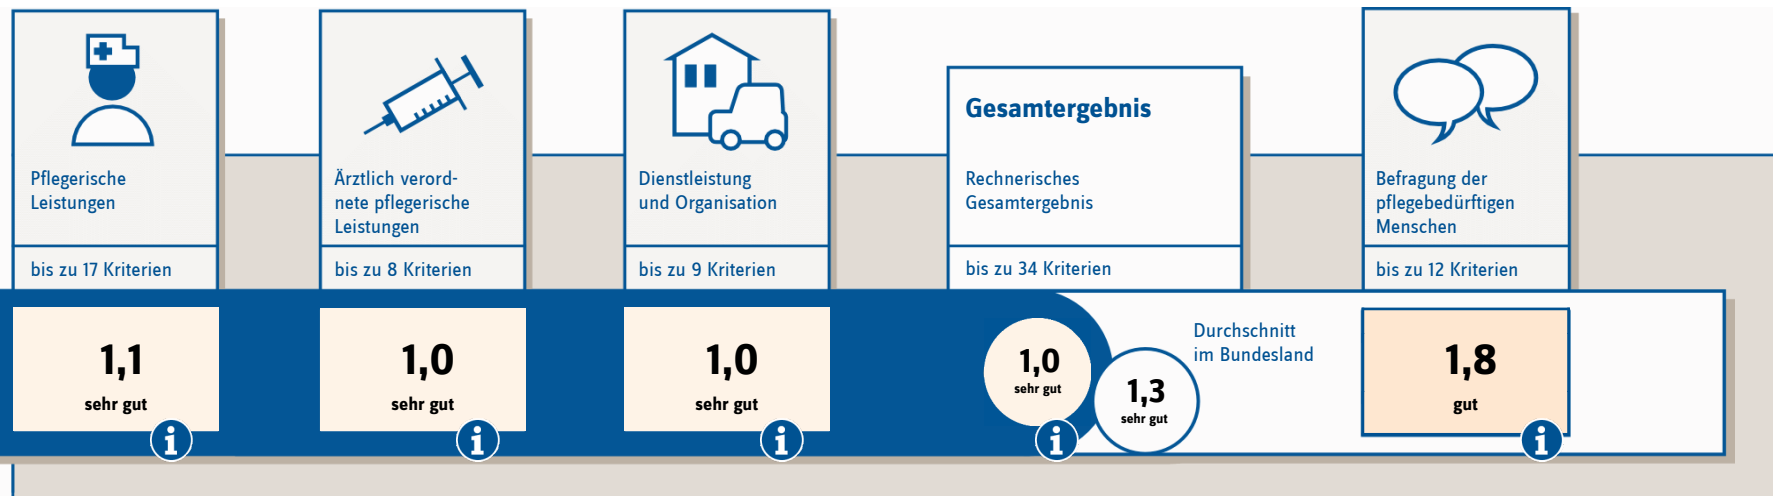 Pflegerische
Leistungen
bis zu 17 Kriterien
1,1
sehr gut
i
Ärztlich verord-
nete pflegerische
Leistungen
bis zu 8 Kriterien
1,0
sehr gut
i
Dienstleistung
und Organisation
bis zu 9 Kriterien
1,0
sehr gut
i
Gesamtergebnis
Rechnerisches
Gesamtergebnis
bis zu 34 Kriterien
1,0
sehr gut
i
1,3
sehr gut
Durchschnitt
im Bundesland
Befragung der
pflegebedürftigen
Menschen
bis zu 12 Kriterien
1,8
gut
i